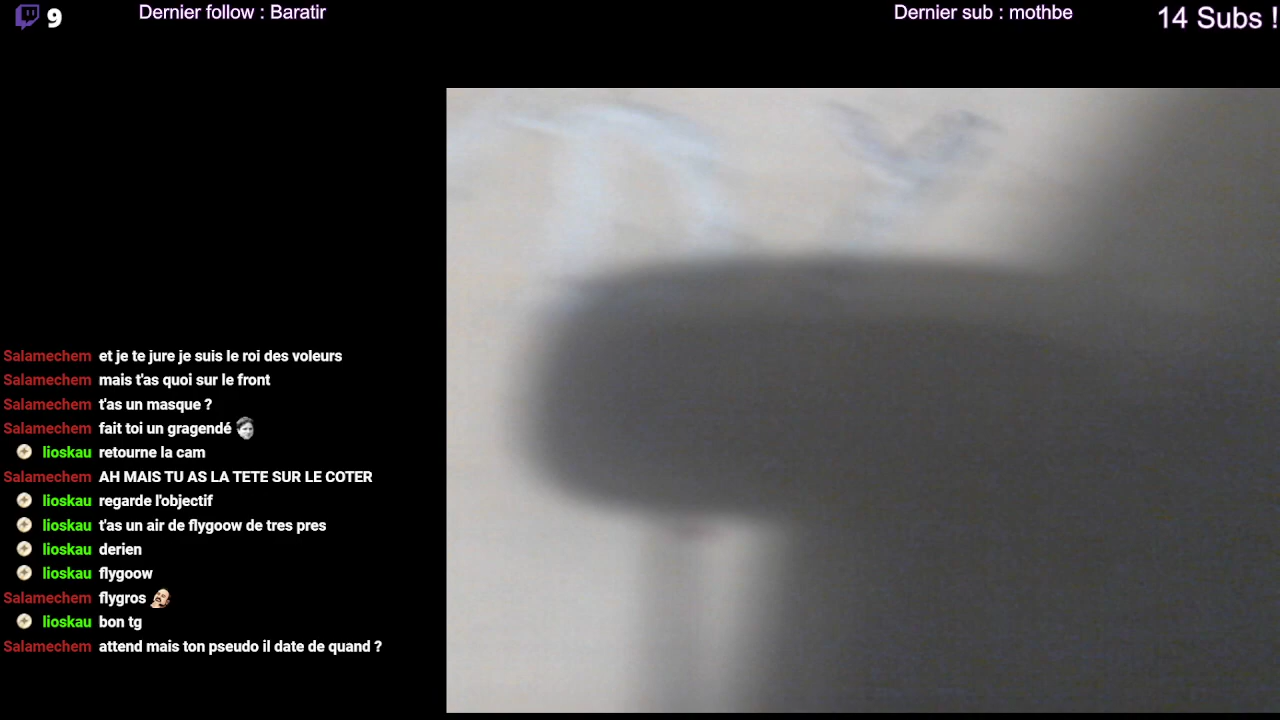 9
Dernier follow : Baratir
Dernier sub : mothbe
14 Subs !
Salamechem et je te jure je suis le roi des voleurs
Salamechem mais t'as quoi sur le front
Salamechem t'as un masque ?
Salamechem fait toi un gragendé
lioskau retourne la cam
Salamechem AH MAIS TU AS LA TETE SUR LE COTER
lioskau regarde l'objectif
lioskau t'as un air de flygoow de tres pres
lioskau derien
lioskau flygoow
Salamechem flygros
lioskau bon tg
Salamechem attend mais ton pseudo il date de quand ?